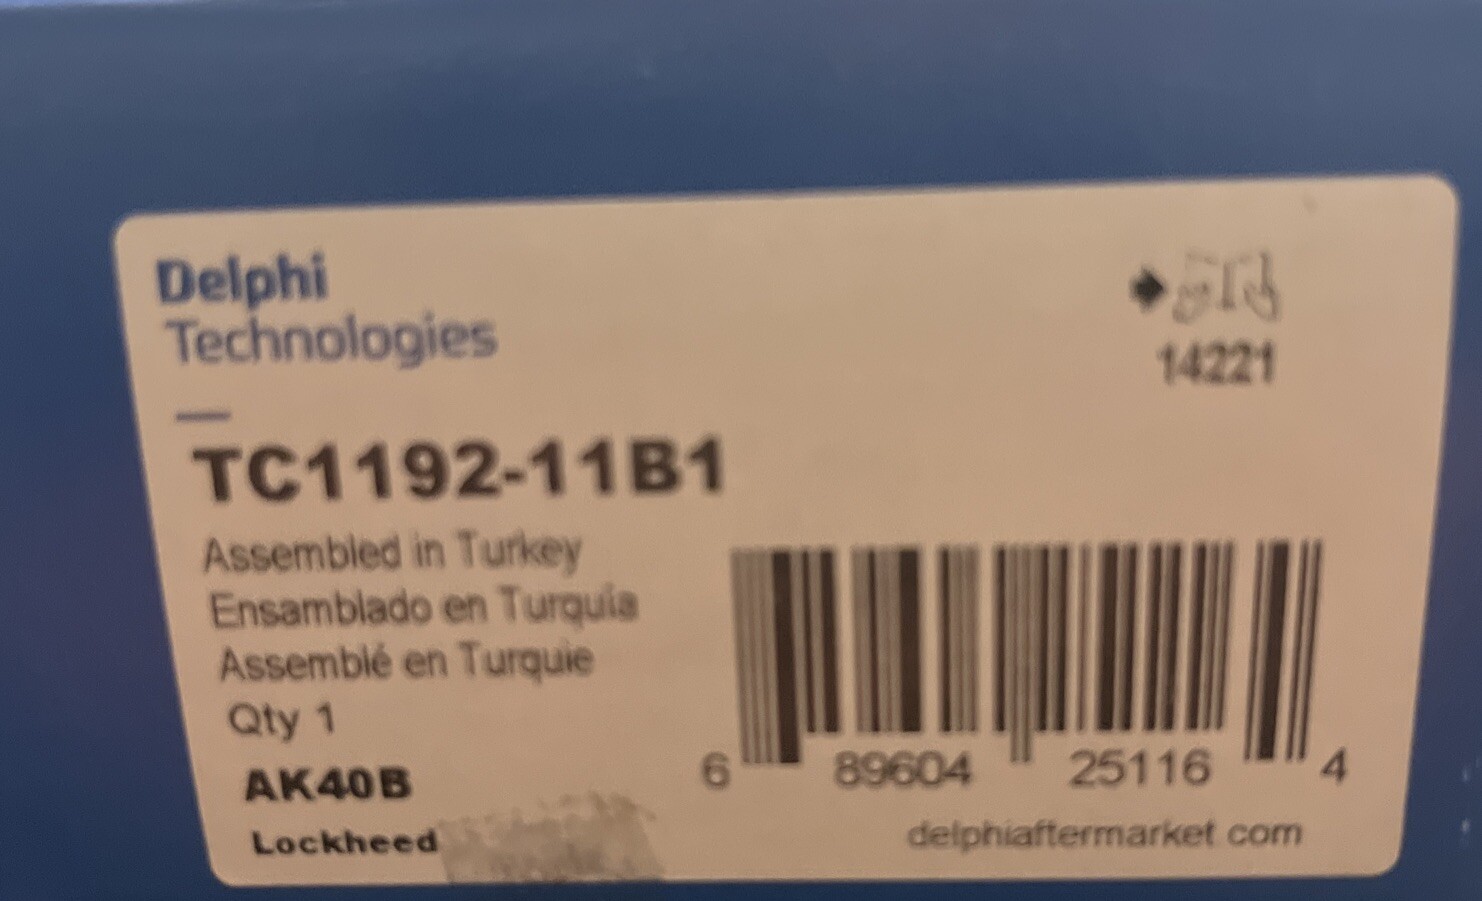 Delphi
Technologies
14221
TC1192-11B1
Assembled in Turkey
Ensamblado en Turquía
Assemblé en Turquie
Qty 1
AK40B
Lockheed
6 89604 25116 4
delphiaftermarket com